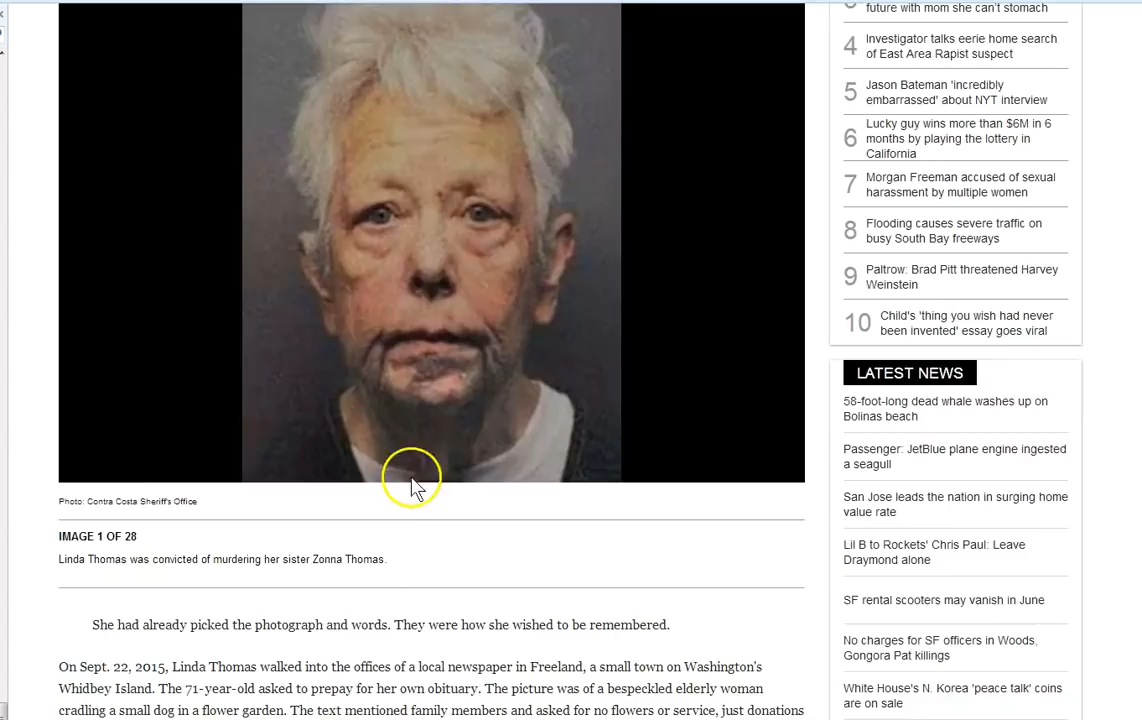 Photo: Contra Costa Sheriff's Office
IMAGE 1 OF 28
Linda Thomas was convicted of murdering her sister Zonna Thomas.
She had already picked the photograph and words. They were how she wished to be remembered.
On Sept. 22, 2015, Linda Thomas walked into the offices of a local newspaper in Freeland, a small town on Washington's
Whidbey Island. The 71-year-old asked to prepay for her own obituary. The picture was of a bespeckled elderly woman
cradling a small dog in a flower garden. The text mentioned family members and asked for no flowers or service, just donations
future with mom she can't stomach
4 Investigator talks eerie home search
of East Area Rapist suspect
5 Jason Bateman 'incredibly
embarrassed' about NYT interview
6 Lucky guy wins more than $6M in 6
months by playing the lottery in
California
7 Morgan Freeman accused of sexual
harassment by multiple women
8 Flooding causes severe traffic on
busy South Bay freeways
9 Paltrow: Brad Pitt threatened Harvey
Weinstein
10 Child's 'thing you wish had never
been invented' essay goes viral
LATEST NEWS
58-foot-long dead whale washes up on
Bolinas beach
Passenger: JetBlue plane engine ingested
a seagull
San Jose leads the nation in surging home
value rate
Lil B to Rockets' Chris Paul: Leave
Draymond alone
SF rental scooters may vanish in June
No charges for SF officers in Woods,
Gongora Pat killings
White House's N. Korea 'peace talk' coins
are on sale